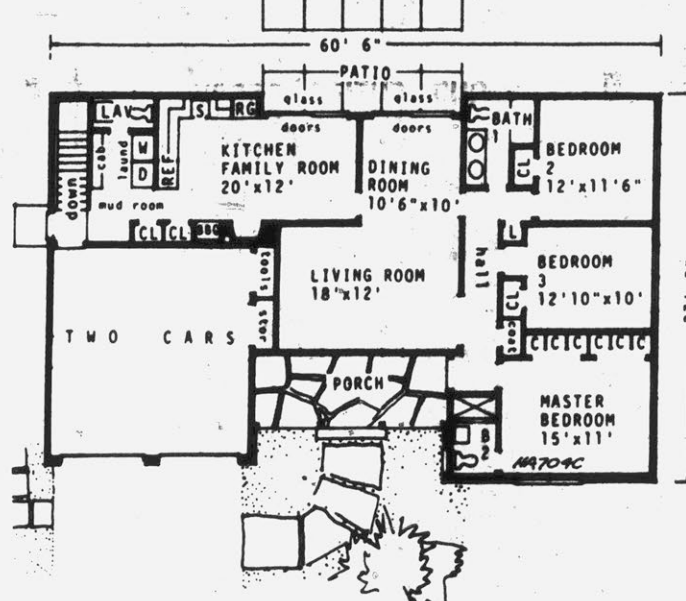 60' 6"
PATIO
glass
glass
doors
doors
LAV
S
RG
W
D
cab
laund
REF
KITCHEN
FAMILY ROOM
20'x12'
DINING
ROOM
10'6"x10'
BATH
1
CL
BEDROOM
2
12'x11'6"
down
mud room
CL
CL
BBQ
L
hall
tools
LIVING ROOM
18'x12'
BEDROOM
3
12'10"x10'
CL
coat
stor
TWO CARS
C C C C
C C C
PORCH
MASTER
BEDROOM
15'x11'
B
2
HA704C